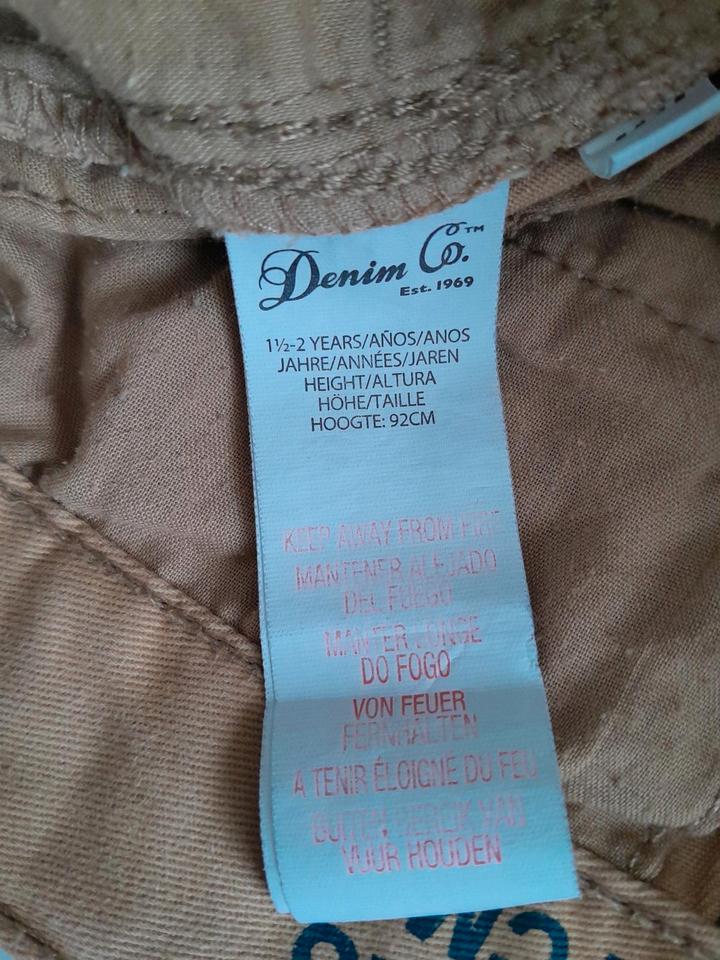 Denim Co.™
Est. 1969
1½-2 YEARS/AÑOS/ANOS
JAHRE/ANNÉES/JAREN
HEIGHT/ALTURA
HÖHE/TAILLE
HOOGTE: 92CM
KEEP AWAY FROM FIRE
MANTENER ALEJADO
DEL FUEGO
MANTER LONGE
DO FOGO
VON FEUER
FERNHALTEN
A TENIR ÉLOIGNÉ DU FEU
BUITEN BEREIK VAN
VUUR HOUDEN